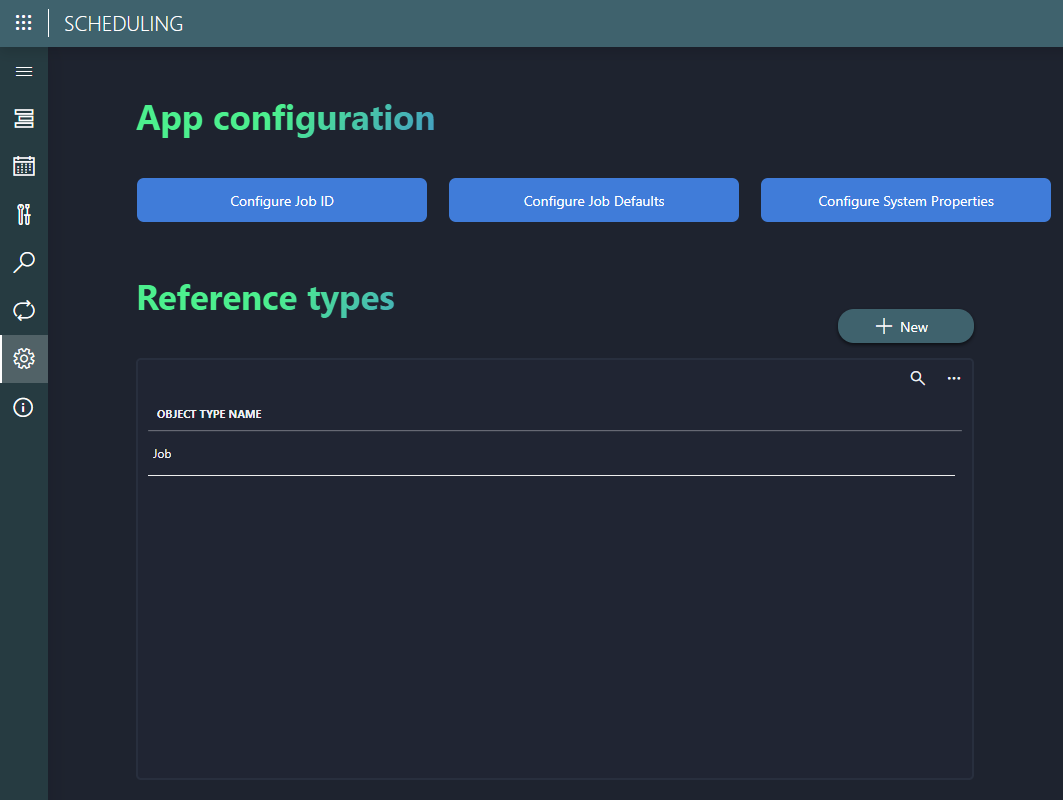 SCHEDULING
App configuration
Configure Job ID
Configure Job Defaults
Configure System Properties
Reference types
New
OBJECT TYPE NAME
Job